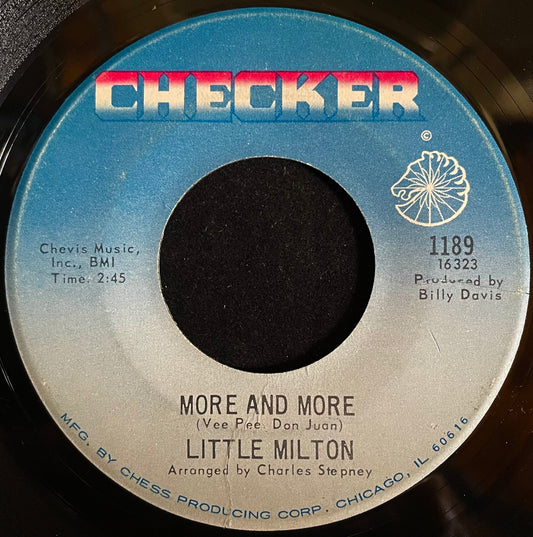 CHECKER
©
Chevis Music,
Inc., BMI
Time: 2:45
1189
16323
Produced by
Billy Davis
MORE AND MORE
(Vee Pee, Don Juan)
LITTLE MILTON
Arranged by Charles Stepney
MFG. BY CHESS PRODUCING CORP. CHICAGO, IL 60616